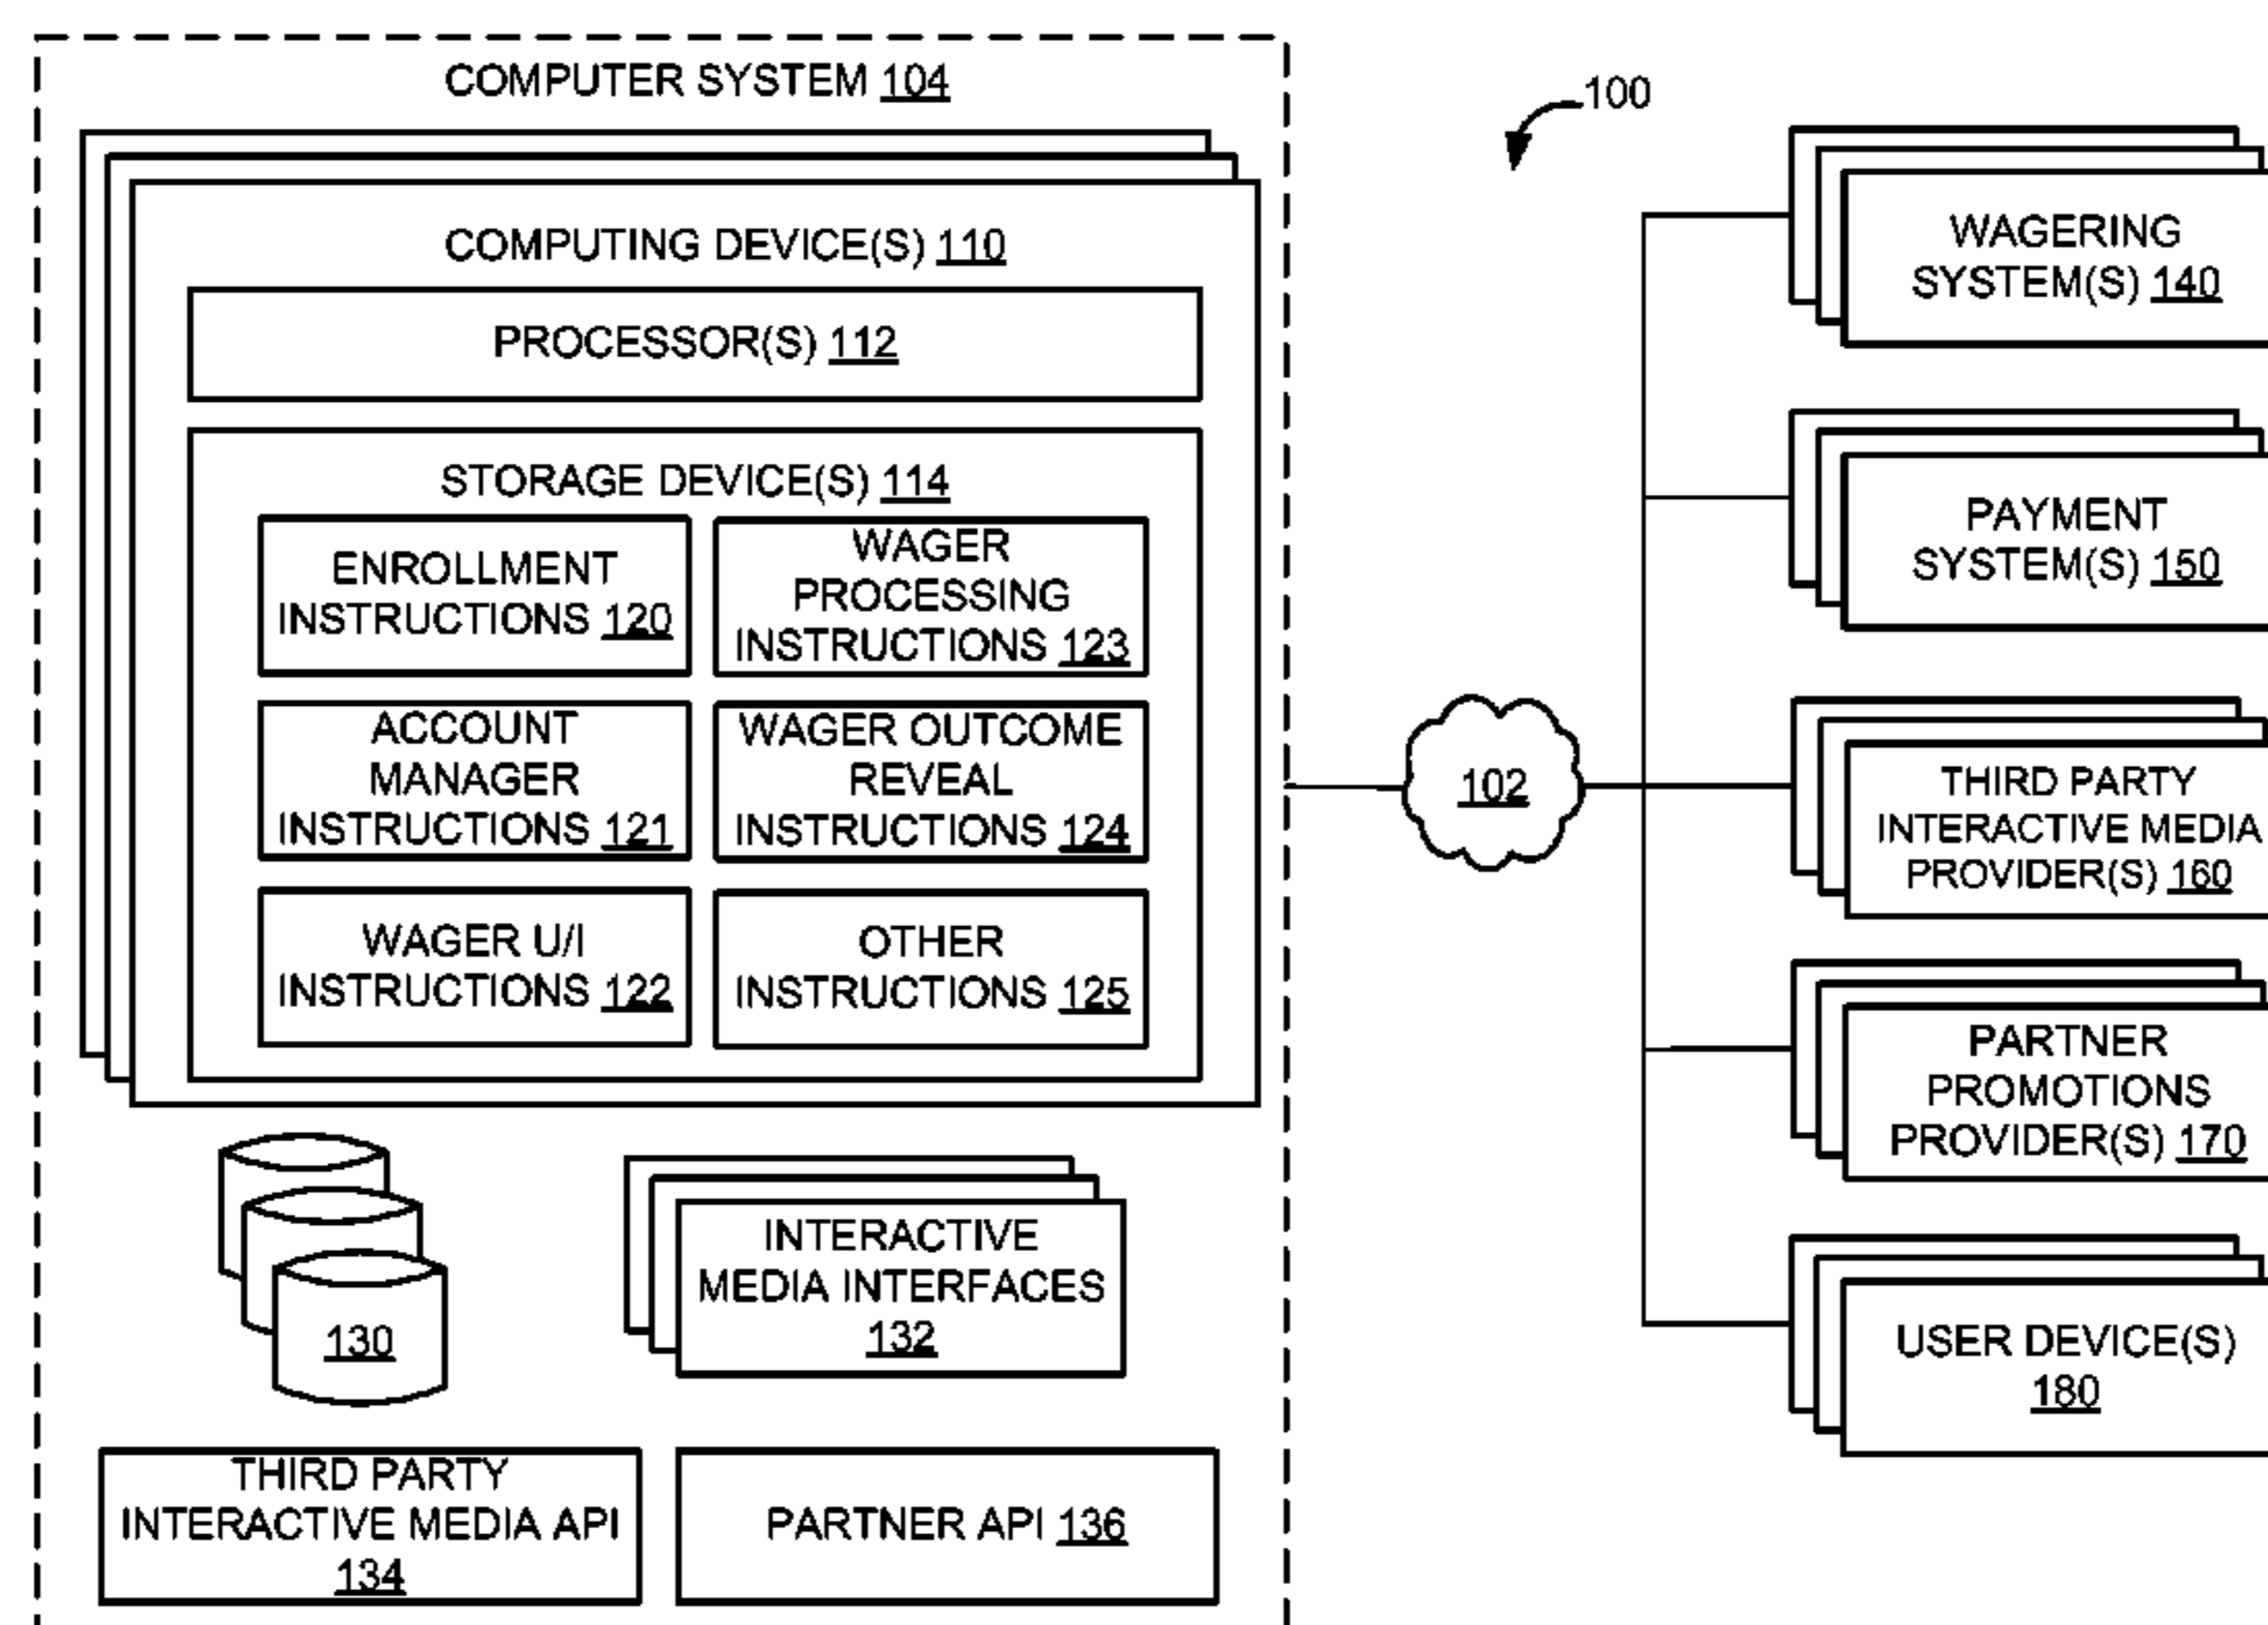 COMPUTER SYSTEM 104
COMPUTING DEVICE(S) 110
PROCESSOR(S) 112
STORAGE DEVICE(S) 114
ENROLLMENT
INSTRUCTIONS 120
WAGER
PROCESSING
INSTRUCTIONS 123
ACCOUNT
MANAGER
INSTRUCTIONS 121
WAGER OUTCOME
REVEAL
INSTRUCTIONS 124
WAGER U/I
INSTRUCTIONS 122
OTHER
INSTRUCTIONS 125
130
INTERACTIVE
MEDIA INTERFACES
132
THIRD PARTY
INTERACTIVE MEDIA API
134
PARTNER API 136
102
100
WAGERING
SYSTEM(S) 140
PAYMENT
SYSTEM(S) 150
THIRD PARTY
INTERACTIVE MEDIA
PROVIDER(S) 160
PARTNER
PROMOTIONS
PROVIDER(S) 170
USER DEVICE(S)
180